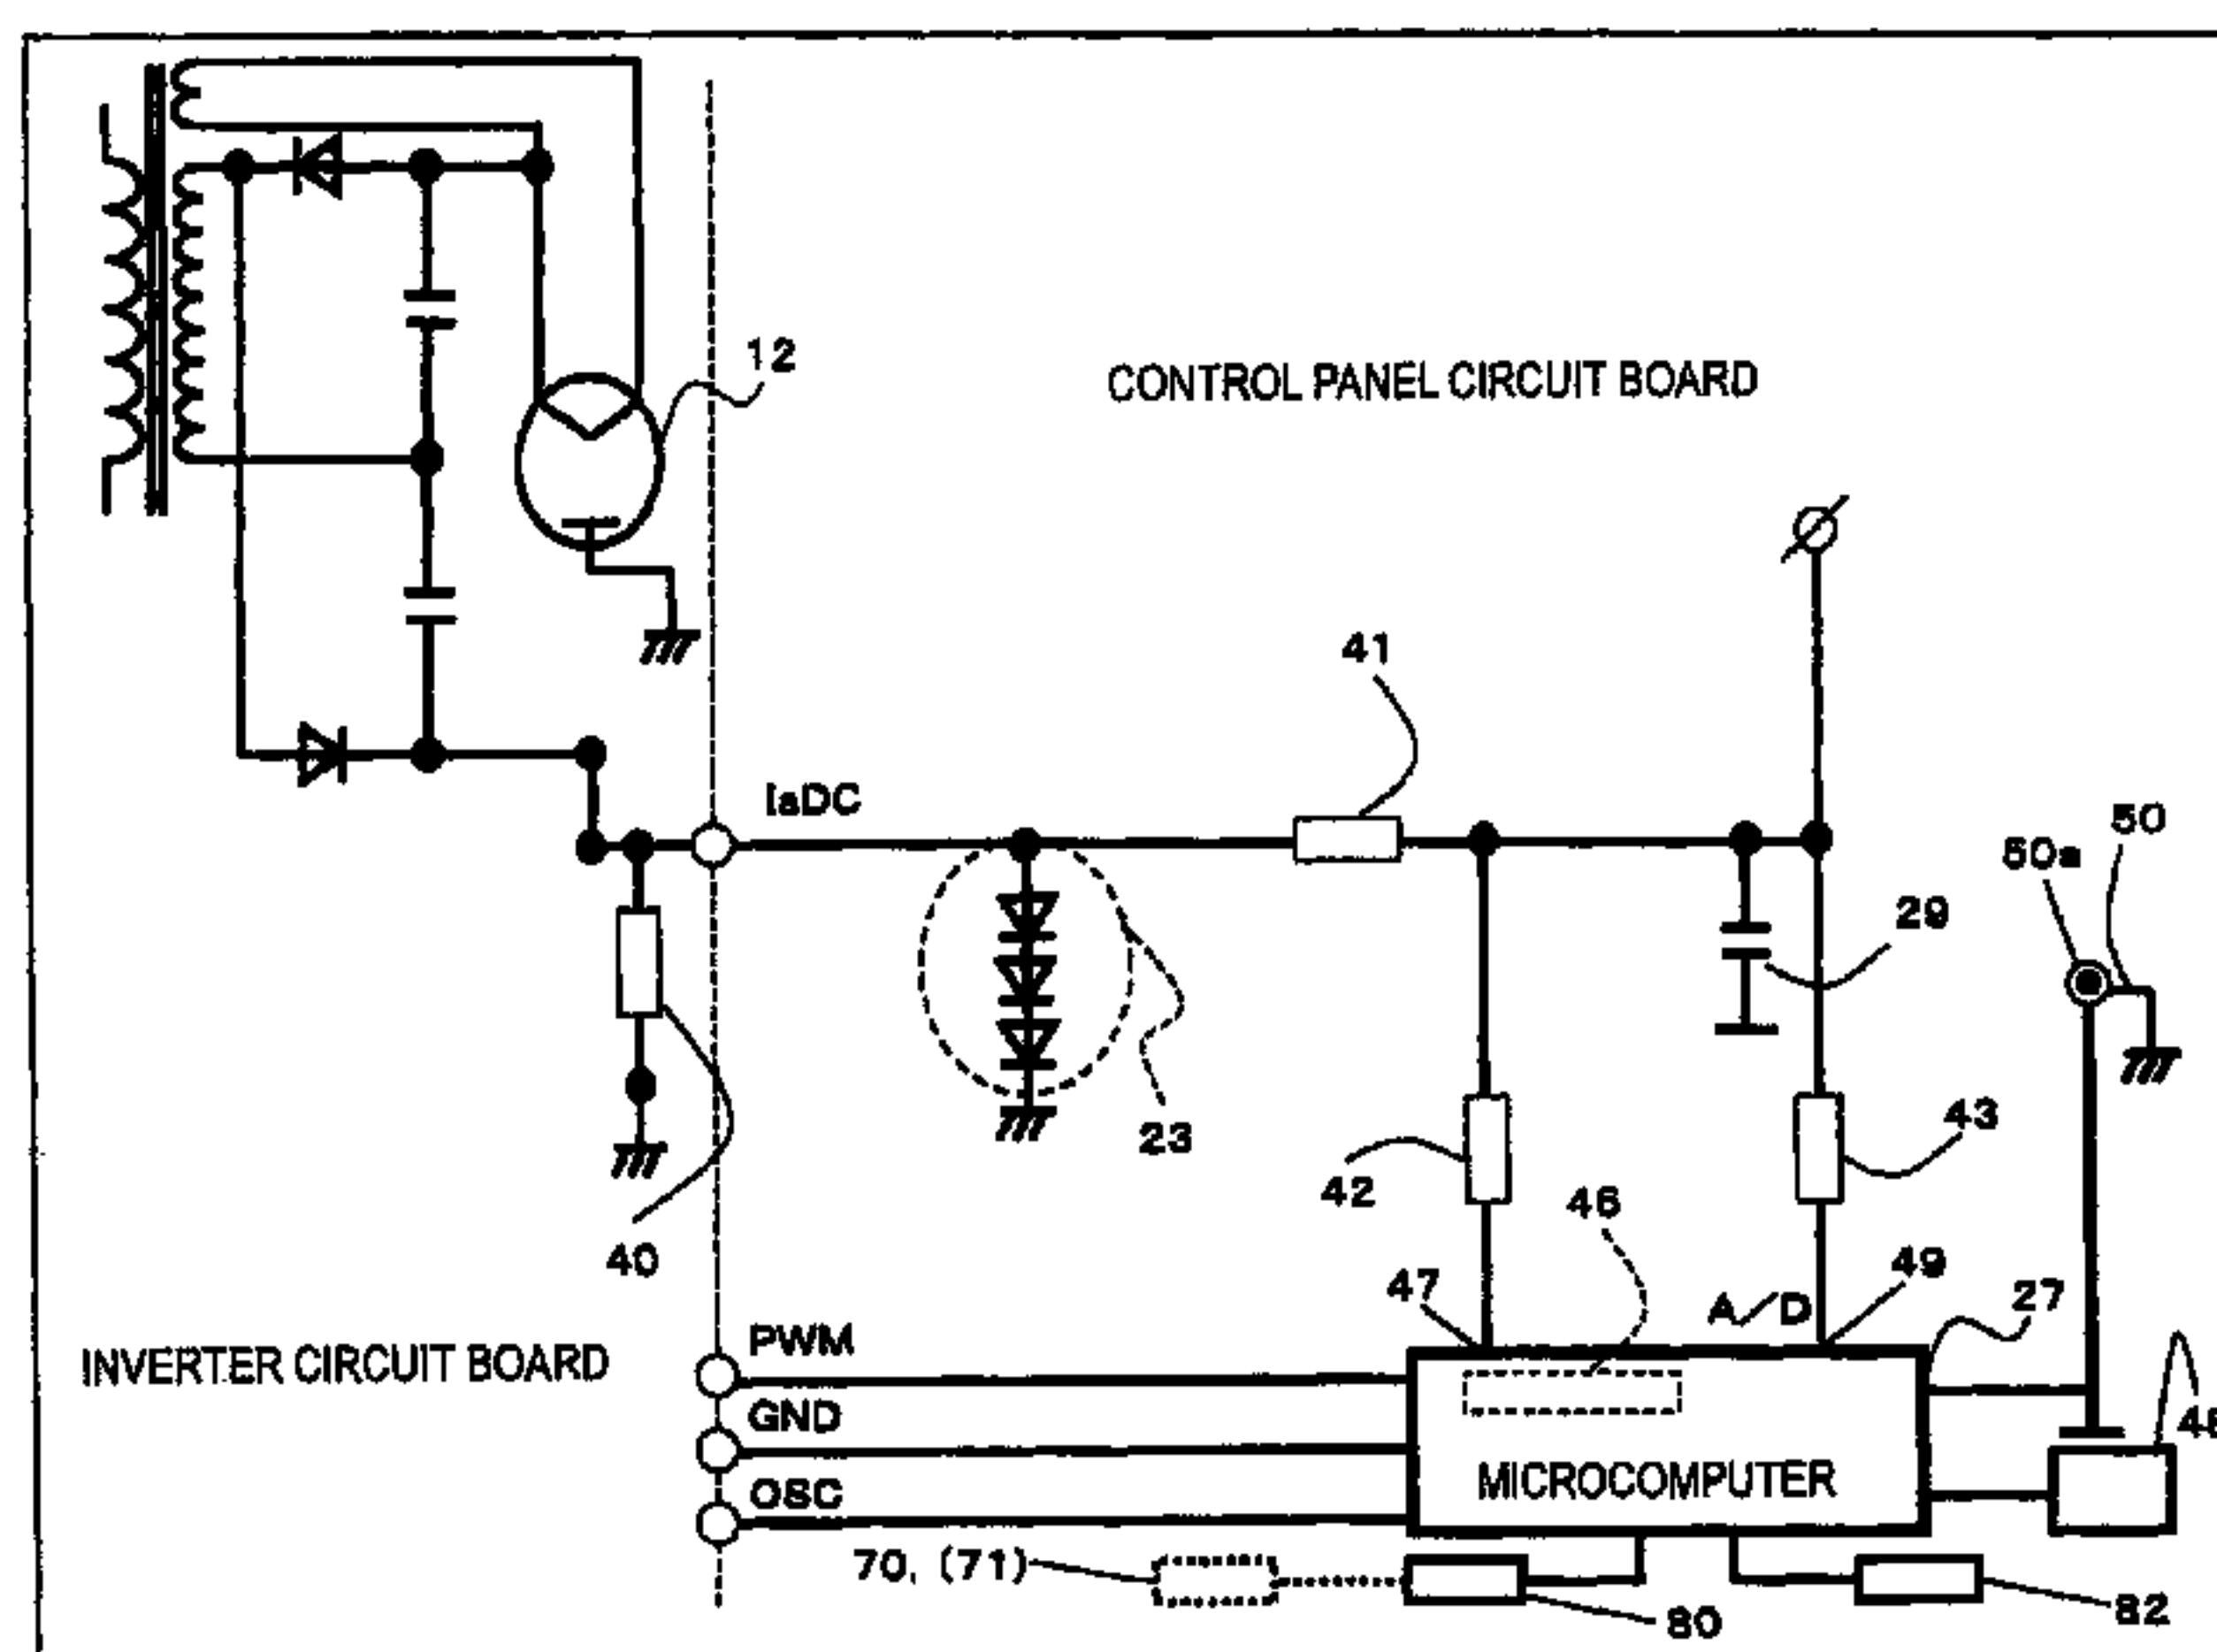 12
CONTROL PANEL CIRCUIT BOARD
41
IaDC
50
50a
29
23
43
42
46
40
47
A/D
49
27
PWM
INVERTER CIRCUIT BOARD
GND
MICROCOMPUTER
OSC
70, (71)
80
82